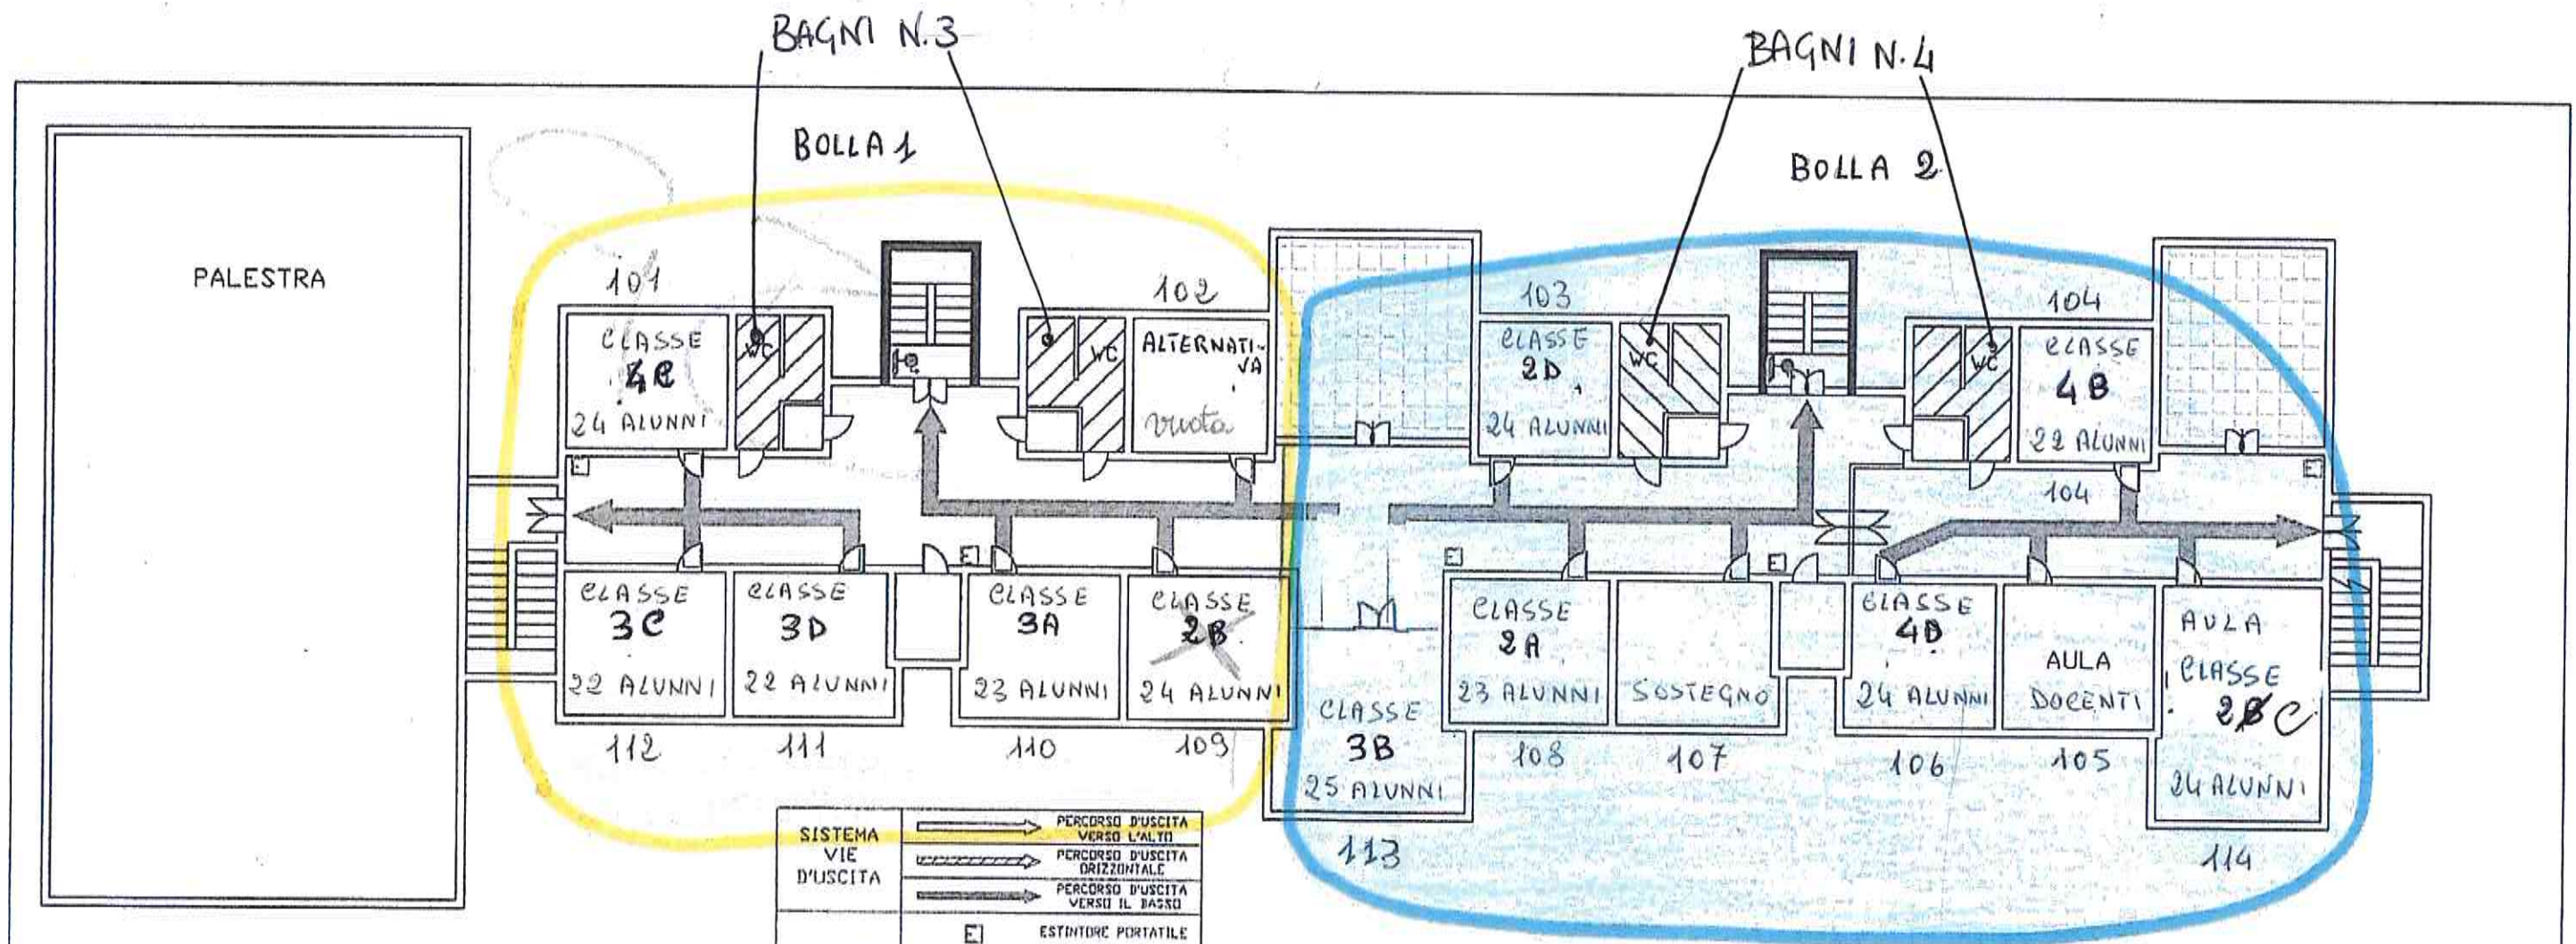 BAGNI N.3
BAGNI N.4
BOLLA 1
BOLLA 2
PALESTRA
101
CLASSE
4C
24 ALUNNI
WC
WC
102
ALTERNATI-
VA
vuota
103
CLASSE
2D
24 ALUNNI
WC
WC
104
CLASSE
4B
22 ALUNNI
104
E
E
E
E
E
CLASSE
3C
22 ALUNNI
112
CLASSE
3D
22 ALUNNI
111
CLASSE
3A
23 ALUNNI
110
CLASSE
2B
24 ALUNNI
109
CLASSE
3B
25 ALUNNI
113
CLASSE
2A
23 ALUNNI
108
SOSTEGNO
107
CLASSE
4D
24 ALUNNI
106
AULA
DOCENTI
105
AULA
CLASSE
2C
24 ALUNNI
114
SISTEMA
VIE
D'USCITA
PERCORSO D'USCITA
VERSO L'ALTO
PERCORSO D'USCITA
ORIZZONTALE
PERCORSO D'USCITA
VERSO IL BASSO
E
ESTINTORE PORTATILE